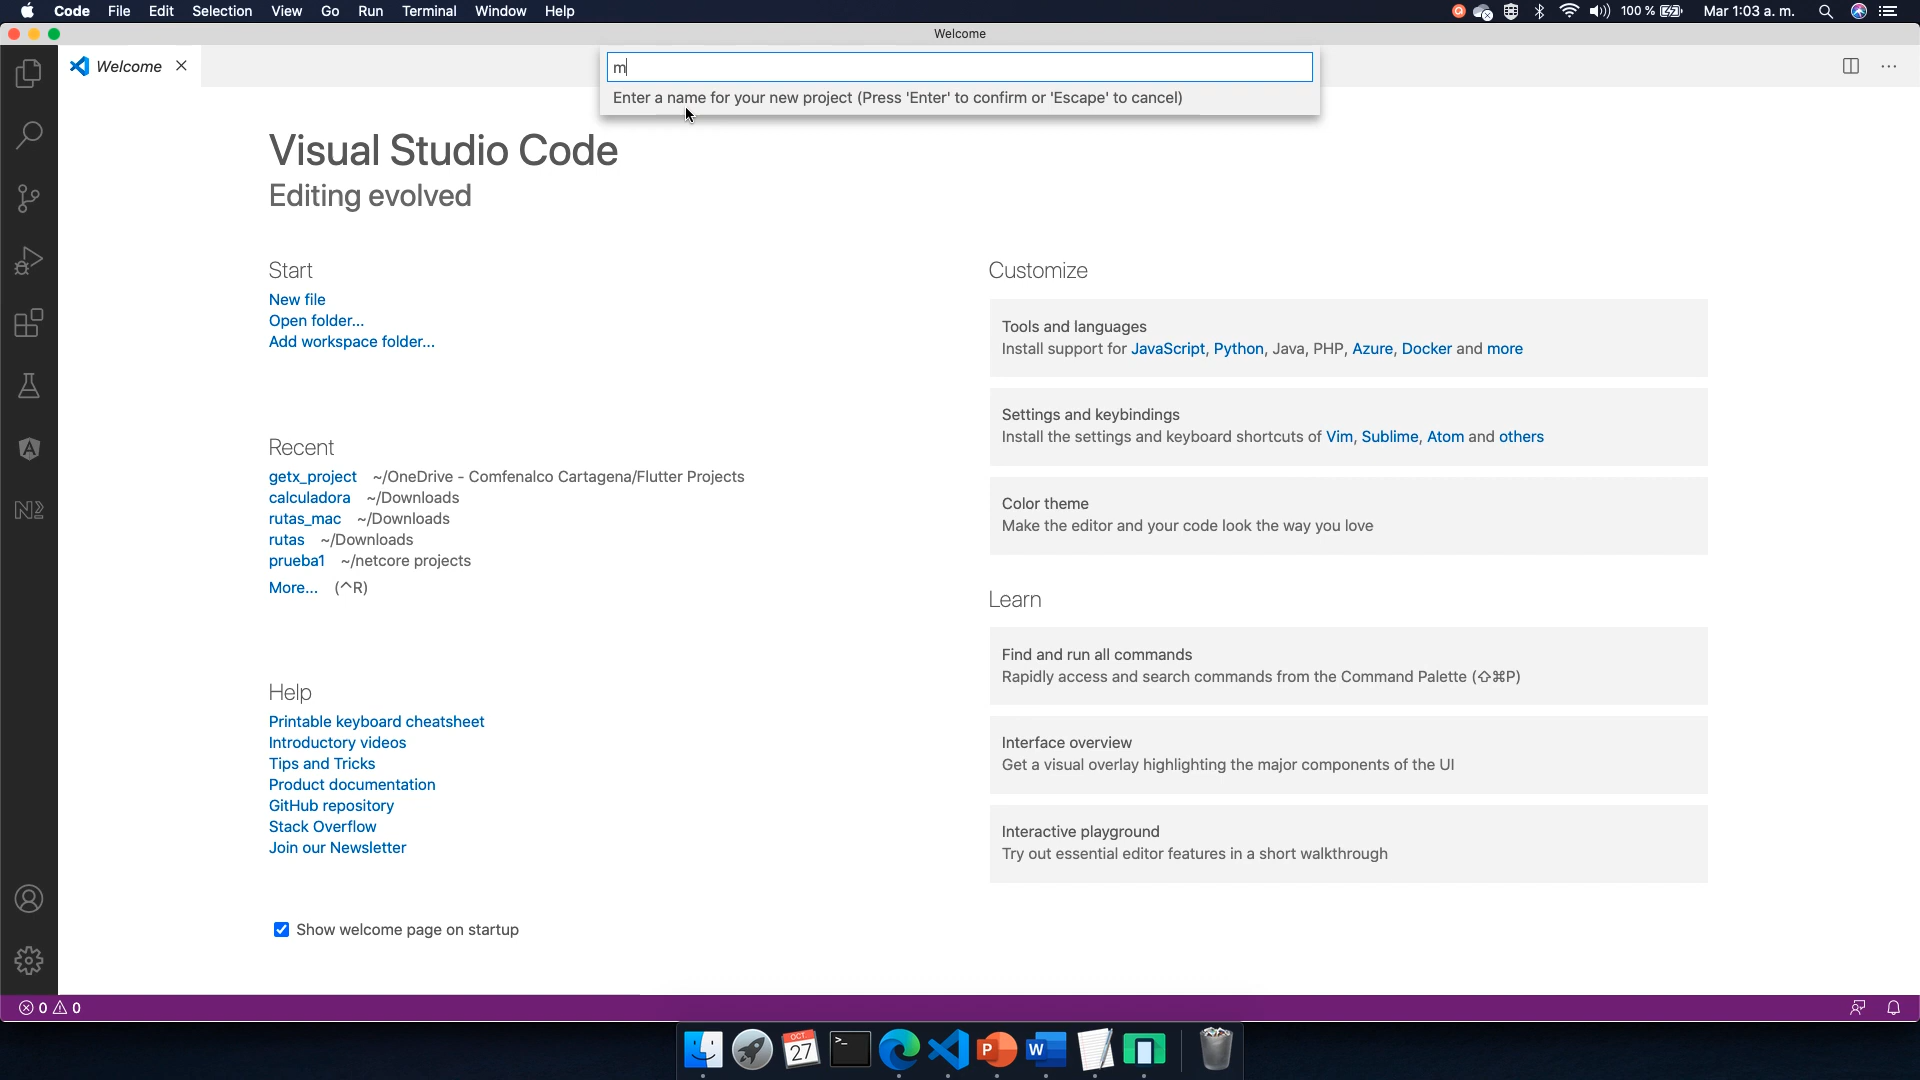 Code File Edit Selection View Go Run Terminal Window Help
100 % Mar 1:03 a. m.
Welcome
Welcome
m
Enter a name for your new project (Press 'Enter' to confirm or 'Escape' to cancel)
Visual Studio Code
Editing evolved
Start
New file
Open folder...
Add workspace folder...
Recent
getx_project ~/OneDrive - Comfenalco Cartagena/Flutter Projects
calculadora ~/Downloads
rutas_mac ~/Downloads
rutas ~/Downloads
prueba1 ~/netcore projects
More... (^R)
Help
Printable keyboard cheatsheet
Introductory videos
Tips and Tricks
Product documentation
GitHub repository
Stack Overflow
Join our Newsletter
Show welcome page on startup
Customize
Tools and languages
Install support for JavaScript, Python, Java, PHP, Azure, Docker and more
Settings and keybindings
Install the settings and keyboard shortcuts of Vim, Sublime, Atom and others
Color theme
Make the editor and your code look the way you love
Learn
Find and run all commands
Rapidly access and search commands from the Command Palette (⇧⌘P)
Interface overview
Get a visual overlay highlighting the major components of the UI
Interactive playground
Try out essential editor features in a short walkthrough
0 0
OCT
27
>_
P
W